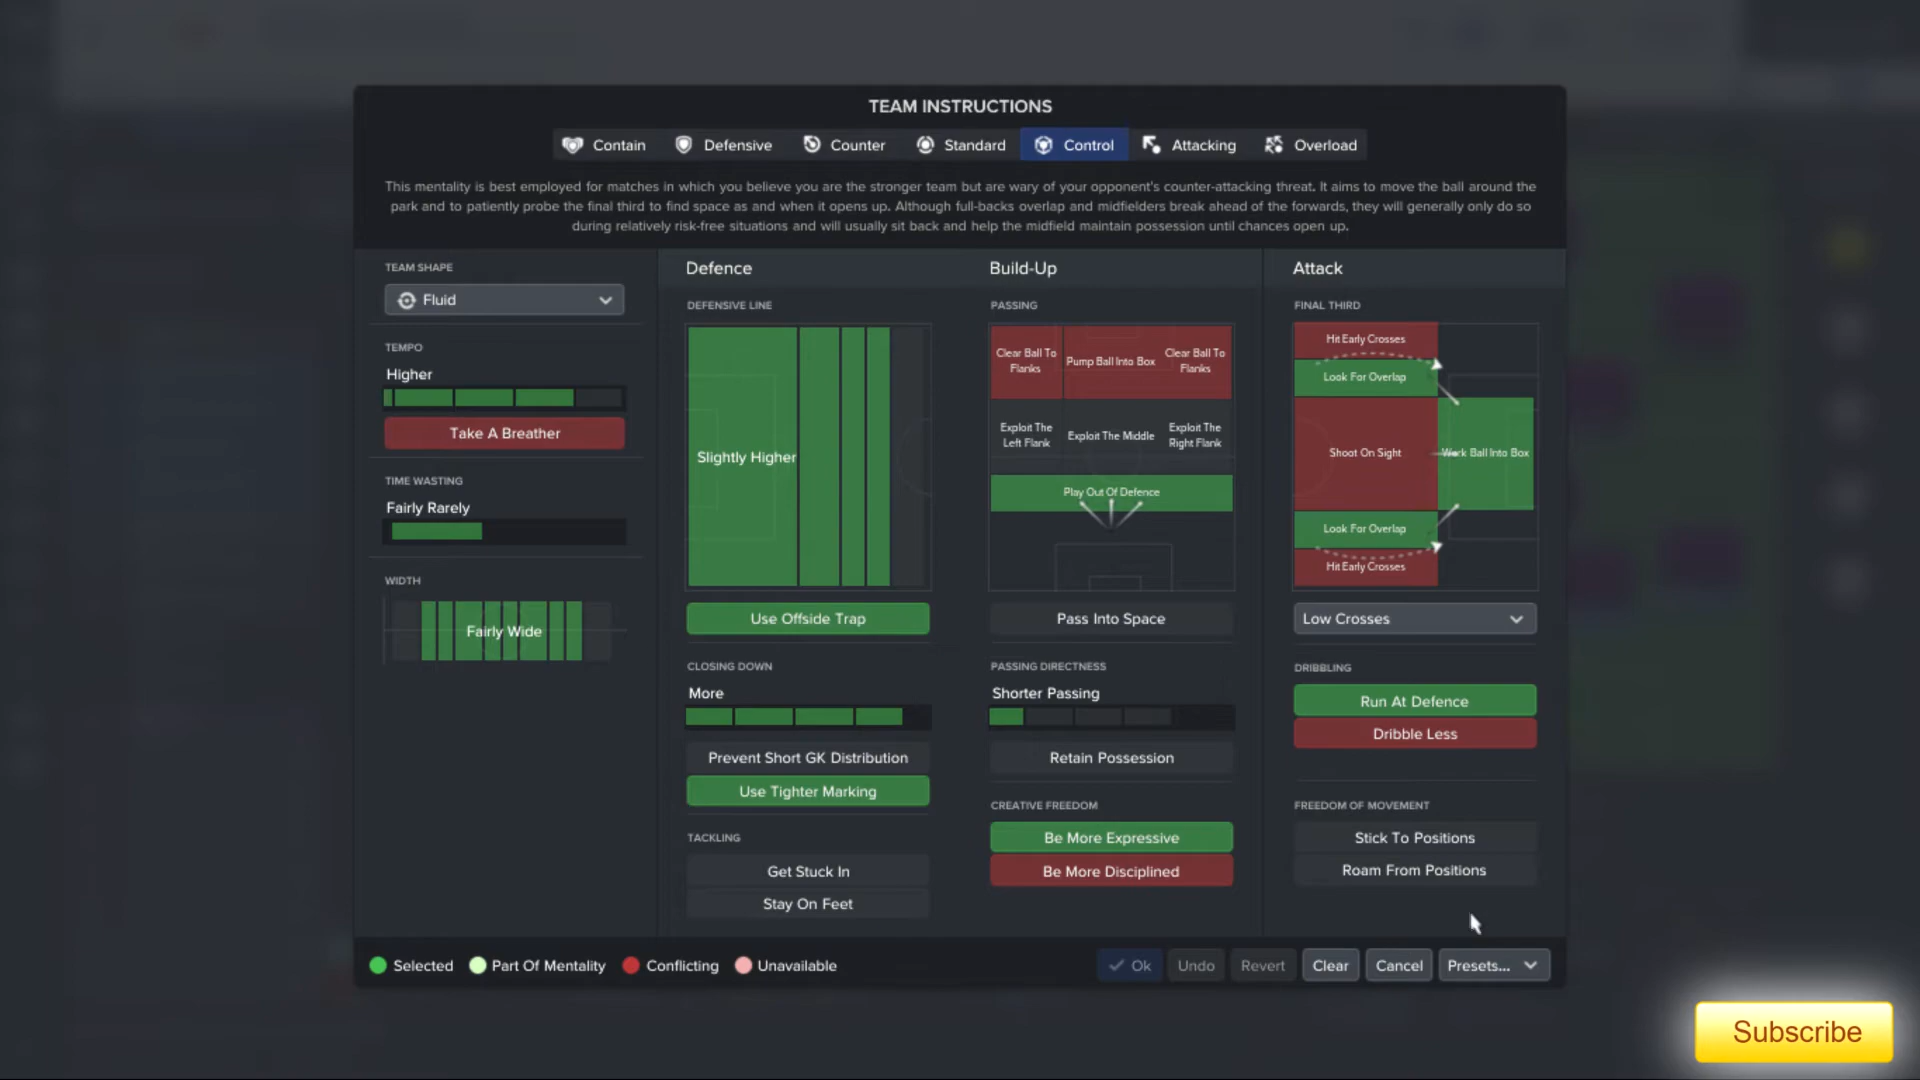 TEAM INSTRUCTIONS
Contain
Defensive
Counter
Standard
Control
Attacking
Overload
This mentality is best employed for matches in which you believe you are the stronger team but are wary of your opponent's counter-attacking threat. It aims to move the ball around the
park and to patiently probe the final third to find space as and when it opens up. Although full-backs overlap and midfielders break ahead of the forwards, they will generally only do so
during relatively risk-free situations and will usually sit back and help the midfield maintain possession until chances open up.
TEAM SHAPE
Fluid
TEMPO
Higher
Take A Breather
TIME WASTING
Fairly Rarely
WIDTH
Fairly Wide
Defence
DEFENSIVE LINE
Slightly Higher
Use Offside Trap
CLOSING DOWN
More
Prevent Short GK Distribution
Use Tighter Marking
TACKLING
Get Stuck In
Stay On Feet
Build-Up
PASSING
Clear Ball To
Flanks
Pump Ball Into Box
Clear Ball To
Flanks
Exploit The
Left Flank
Exploit The Middle
Exploit The
Right Flank
Play Out Of Defence
Pass Into Space
PASSING DIRECTNESS
Shorter Passing
Retain Possession
CREATIVE FREEDOM
Be More Expressive
Be More Disciplined
Attack
FINAL THIRD
Hit Early Crosses
Look For Overlap
Shoot On Sight
Work Ball Into Box
Look For Overlap
Hit Early Crosses
Low Crosses
DRIBBLING
Run At Defence
Dribble Less
FREEDOM OF MOVEMENT
Stick To Positions
Roam From Positions
Selected
Part Of Mentality
Conflicting
Unavailable
Ok
Undo
Revert
Clear
Cancel
Presets...
Subscribe